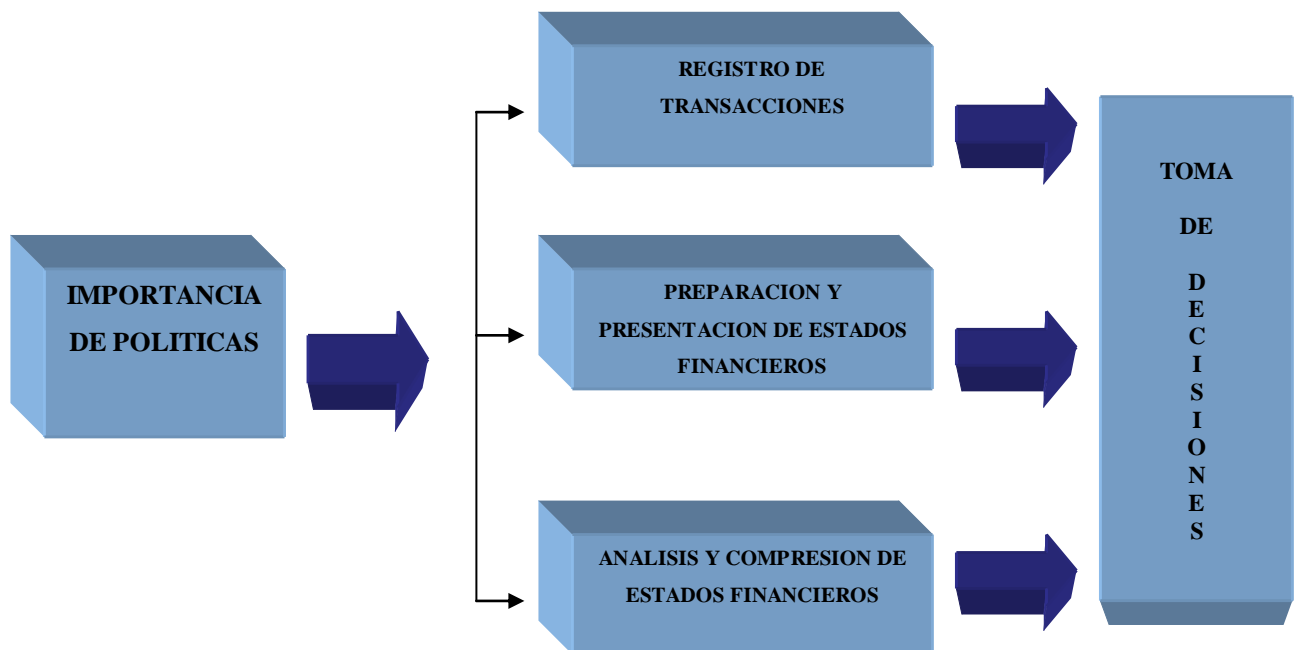 IMPORTANCIA
DE POLITICAS
REGISTRO DE
TRANSACCIONES
PREPARACION Y
PRESENTACION DE ESTADOS
FINANCIEROS
ANALISIS Y COMPRESION DE
ESTADOS FINANCIEROS
TOMA
DE
D
E
C
I
S
I
O
N
E
S